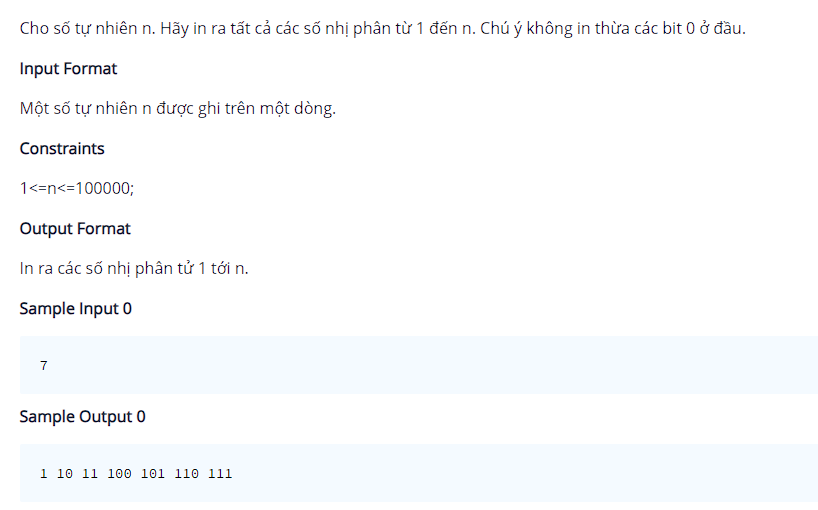 Cho số tự nhiên n. Hãy in ra tất cả các số nhị phân từ 1 đến n. Chú ý không in thừa các bit 0 ở đầu.
Input Format
Một số tự nhiên n được ghi trên một dòng.
Constraints
1<=n<=100000;
Output Format
In ra các số nhị phân tử 1 tới n.
Sample Input 0
7
Sample Output 0
1 10 11 100 101 110 111